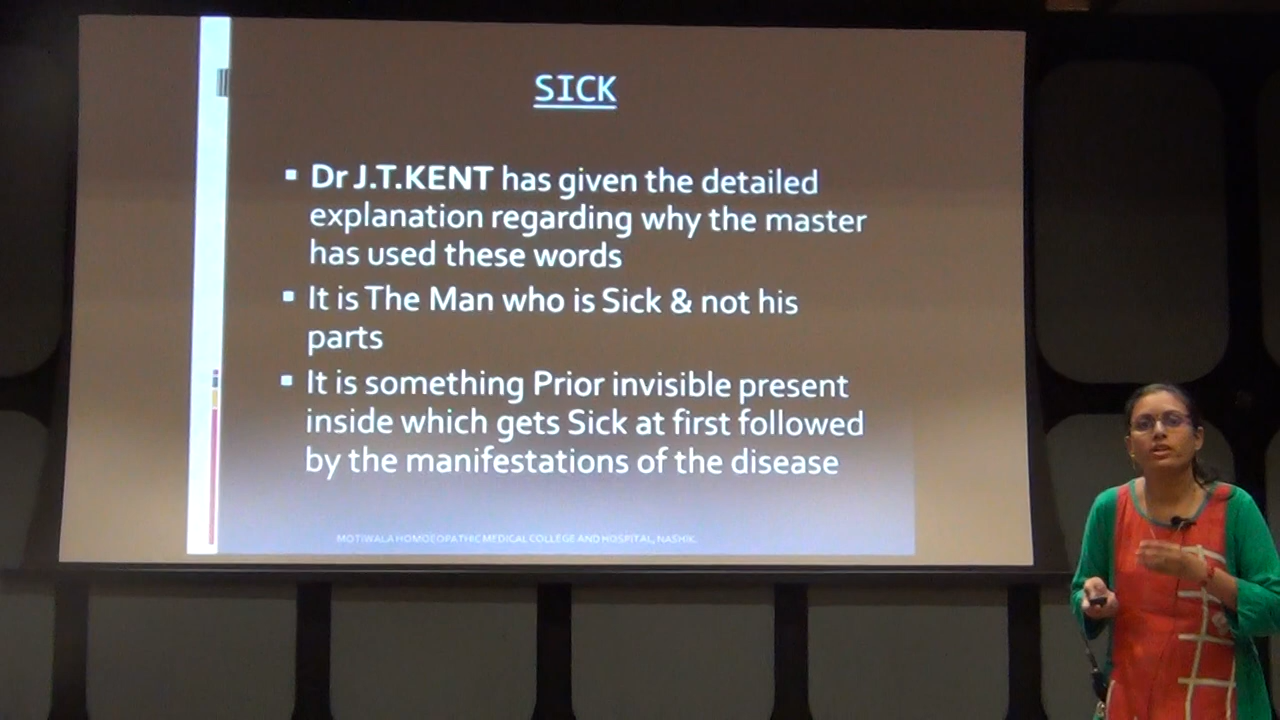 SICK
▪ Dr J.T.KENT has given the detailed
explanation regarding why the master
has used these words
▪ It is The Man who is Sick & not his
parts
▪ It is something Prior invisible present
inside which gets Sick at first followed
by the manifestations of the disease
MOTIWALA HOMOEOPATHIC MEDICAL COLLEGE AND HOSPITAL, NASHIK.